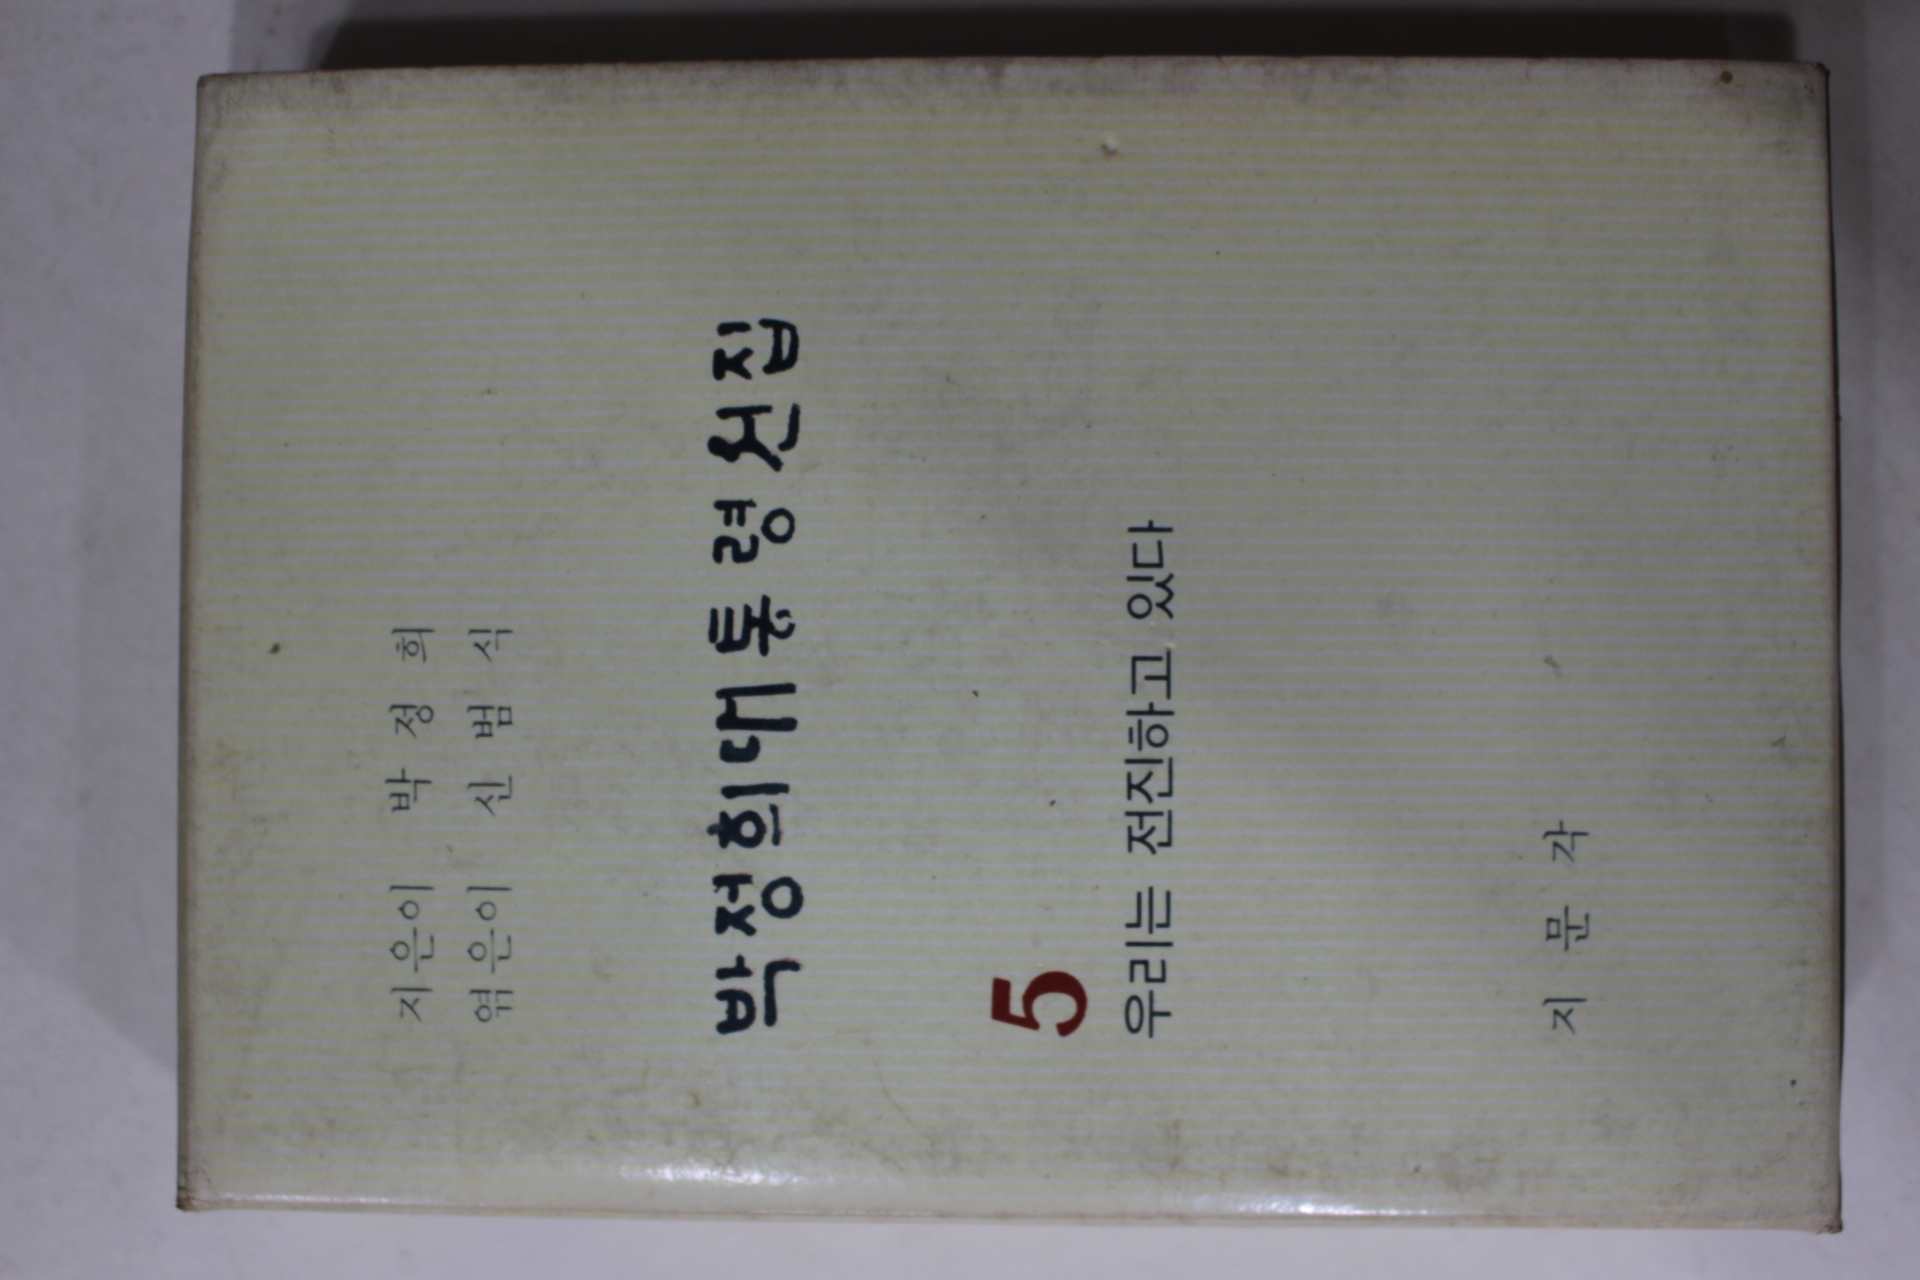 지은이 박정희
엮은이 신범식
박정희대통령선집
5
우리는 전진하고 있다
지문각